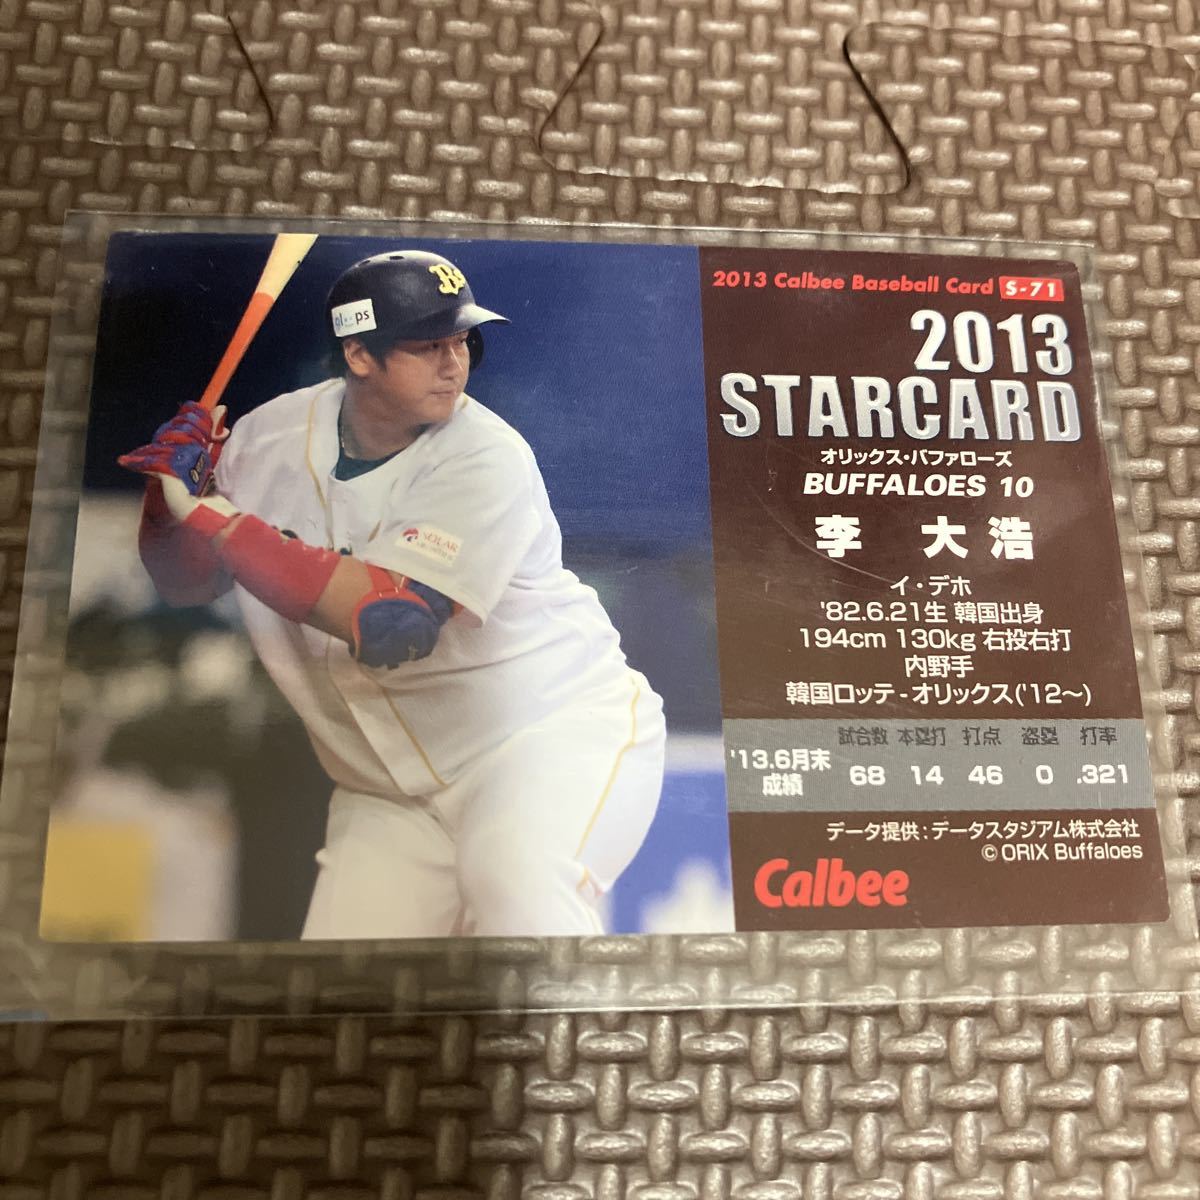 2013 Calbee Baseball Card S-71
2013
STARCARD
オリックス・バファローズ
BUFFALOES 10
李 大浩
イ・デホ
'82.6.21生 韓国出身
194cm 130kg 右投右打
内野手
韓国ロッテ-オリックス('12〜)
試合数 本塁打 打点 盗塁 打率
'13.6月末
成績 68 14 46 0 .321
データ提供:データスタジアム株式会社
© ORIX Buffaloes
Calbee
Bs
gloops
SOLAR